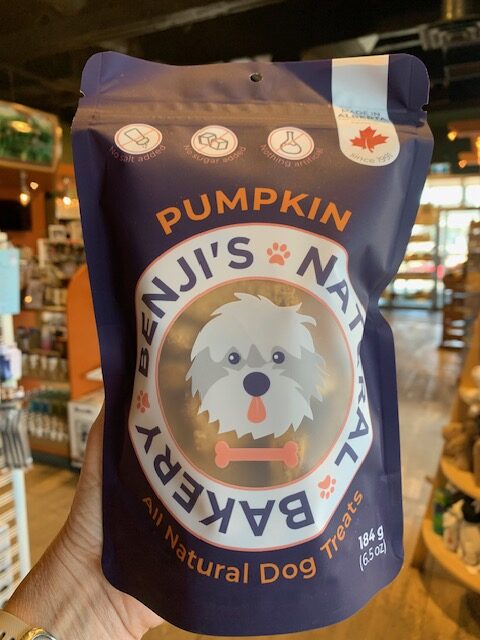 MADE IN
ALBERTA
since 1991
No salt added
No sugar added
Nothing artificial
PUMPKIN
BENJI'S NATURAL BAKERY
All Natural Dog Treats
184 g
(6.5 oz)